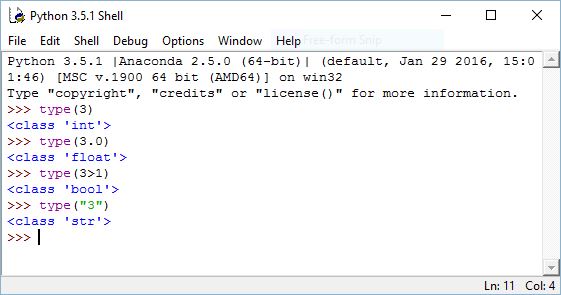 Python 3.5.1 Shell
File Edit Shell Debug Options Window Help
Free-form Snip
Python 3.5.1 |Anaconda 2.5.0 (64-bit)| (default, Jan 29 2016, 15:0
1:46) [MSC v.1900 64 bit (AMD64)] on win32
Type "copyright", "credits" or "license()" for more information.
>>> type(3)
<class 'int'>
>>> type(3.0)
<class 'float'>
>>> type(3>1)
<class 'bool'>
>>> type("3")
<class 'str'>
>>>
Ln: 11 Col: 4